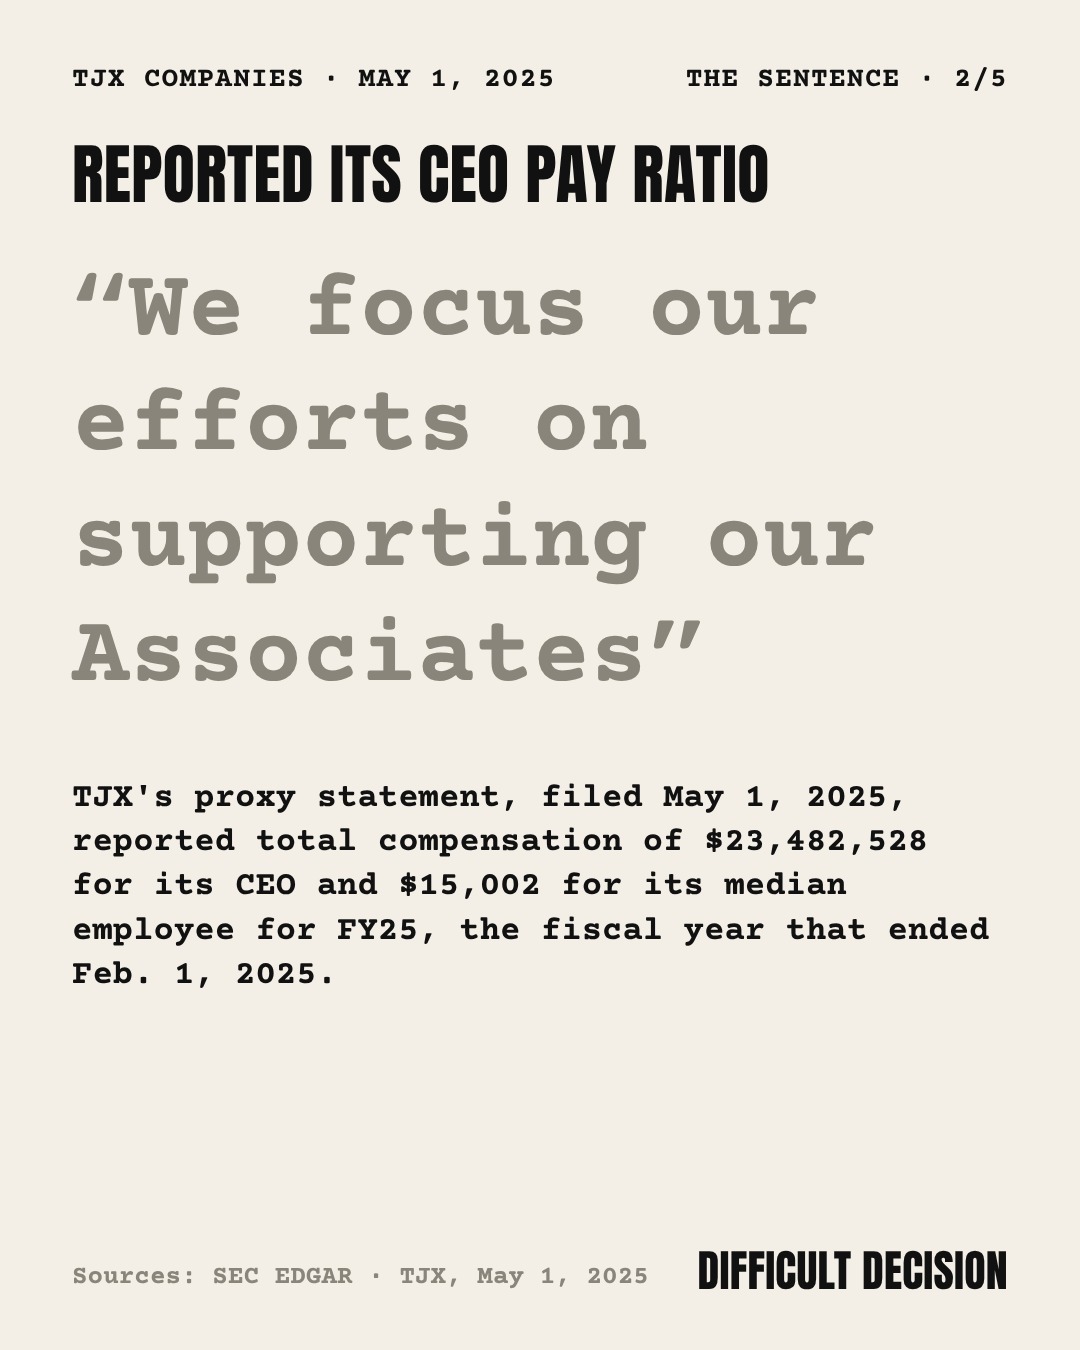 TJX COMPANIES · MAY 1, 2025
THE SENTENCE · 2/5
REPORTED ITS CEO PAY RATIO
“We focus our
efforts on
supporting our
Associates”
TJX's proxy statement, filed May 1, 2025,
reported total compensation of $23,482,528
for its CEO and $15,002 for its median
employee for FY25, the fiscal year that ended
Feb. 1, 2025.
Sources: SEC EDGAR · TJX, May 1, 2025
DIFFICULT DECISION